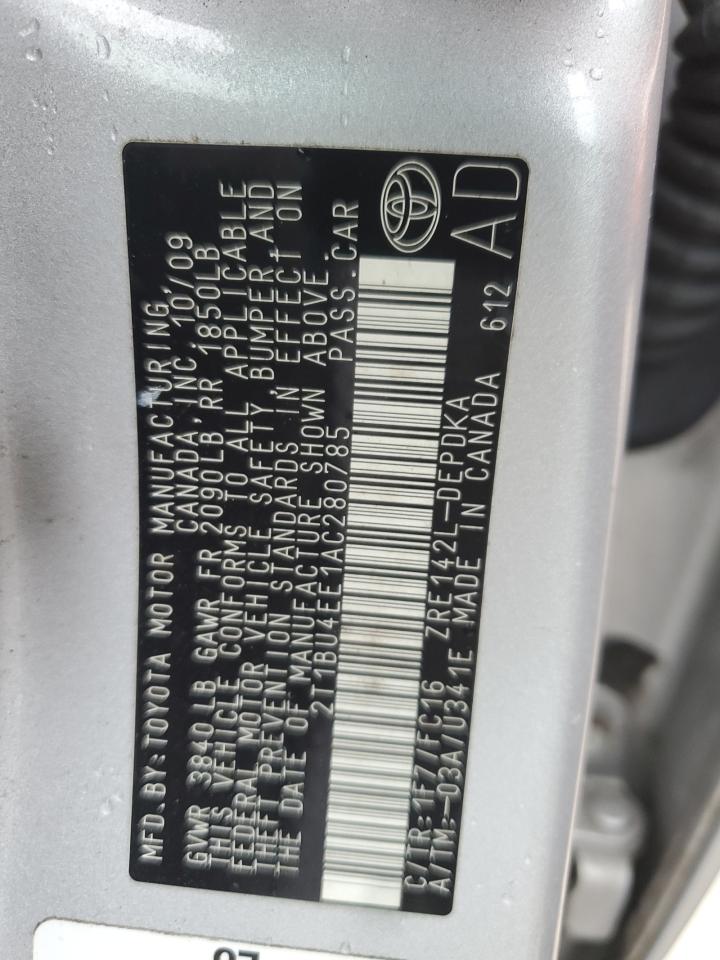 MFD.BY:TOYOTA MOTOR MANUFACTURING,
CANADA, INC. 10/09
GVWR 3840LB GAWR FR 2090LB RR 1850LB
THIS VEHICLE CONFORMS TO ALL APPLICABLE
FEDERAL MOTOR VEHICLE SAFETY, BUMPER, AND
THEFT PREVENTION STANDARDS IN EFFECT ON
THE DATE OF MANUFACTURE SHOWN ABOVE.
2T1BU4EE1AC280785 PASS.CAR
C/TR:1F7/FC16 ZRE142L-DEPDKA
A/TM:-03A/U341E MADE IN CANADA 612
AD